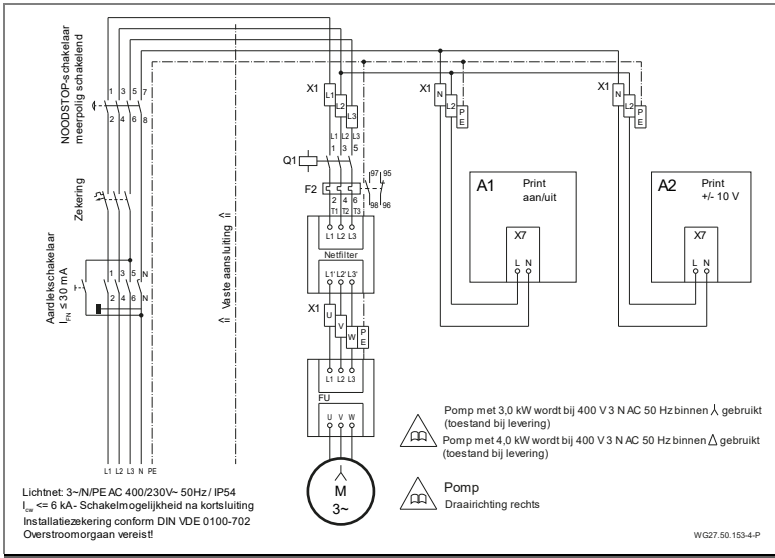 NOODSTOP-schakelaar
meerpolig schakelend
1 3 5 7
2 4 6 8
Zekering
Aardlekschakelaar
I_FN ≤ 30 mA
1 3 5 N
2 4 6 N
L1 L2 L3 N PE
<= Vaste aansluiting <=
X1
L1
L2
L3
L1 L2 L3
1 3 5
Q1
97 95
F2
2 4 6
98 96
T1 T2 T3
L1 L2 L3
Netfilter
L1' L2' L3'
X1
U
V
W
PE
L1 L2 L3
FU
U V W
M
3~
X1
N
L2
PE
A1
Print
aan/uit
X7
L N
X1
N
L2
PE
A2
Print
+/- 10 V
X7
L N
Pomp met 3,0 kW wordt bij 400 V 3 N AC 50 Hz binnen gebruikt
(toestand bij levering)
Pomp met 4,0 kW wordt bij 400 V 3 N AC 50 Hz binnen △ gebruikt
(toestand bij levering)
Pomp
Draairichting rechts
Lichtnet: 3~/N/PE AC 400/230V~ 50Hz / IP54
I_cw <= 6 kA- Schakelmogelijkheid na kortsluiting
Installatiezekering conform DIN VDE 0100-702
Overstroomorgaan vereist!
WG27.50.153-4-P